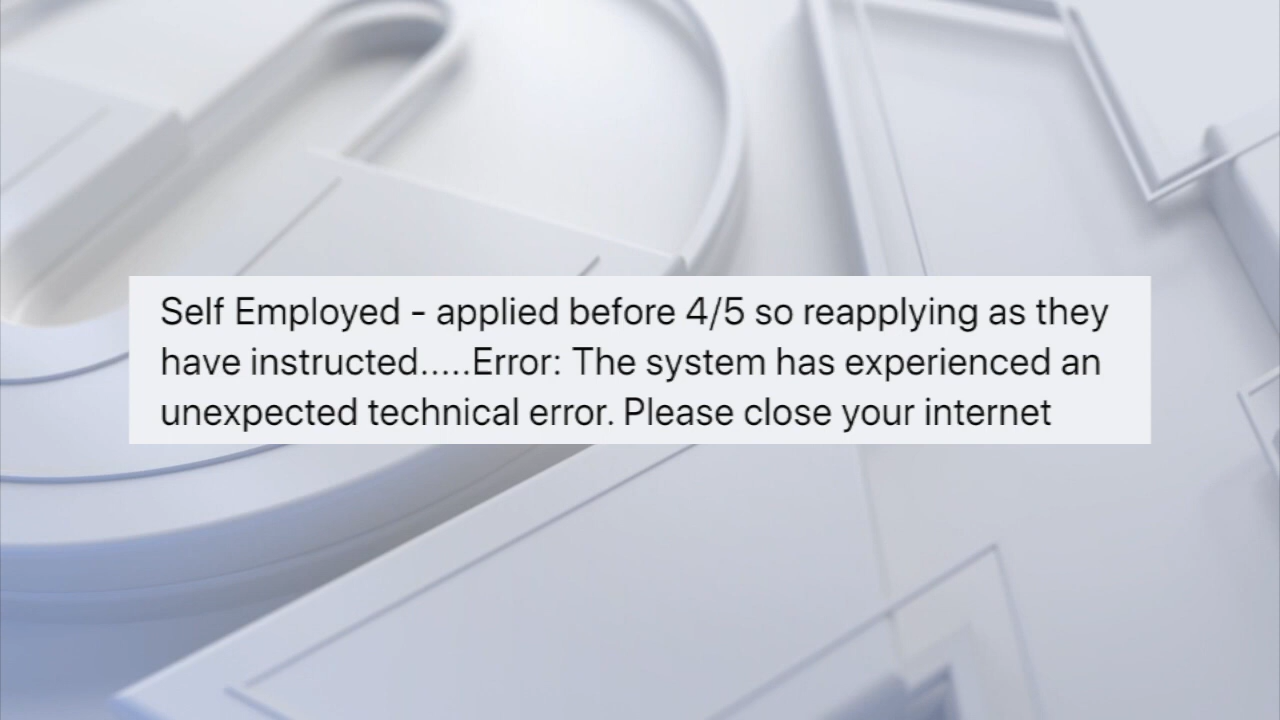 Self Employed - applied before 4/5 so reapplying as they
have instructed.....Error: The system has experienced an
unexpected technical error. Please close your internet